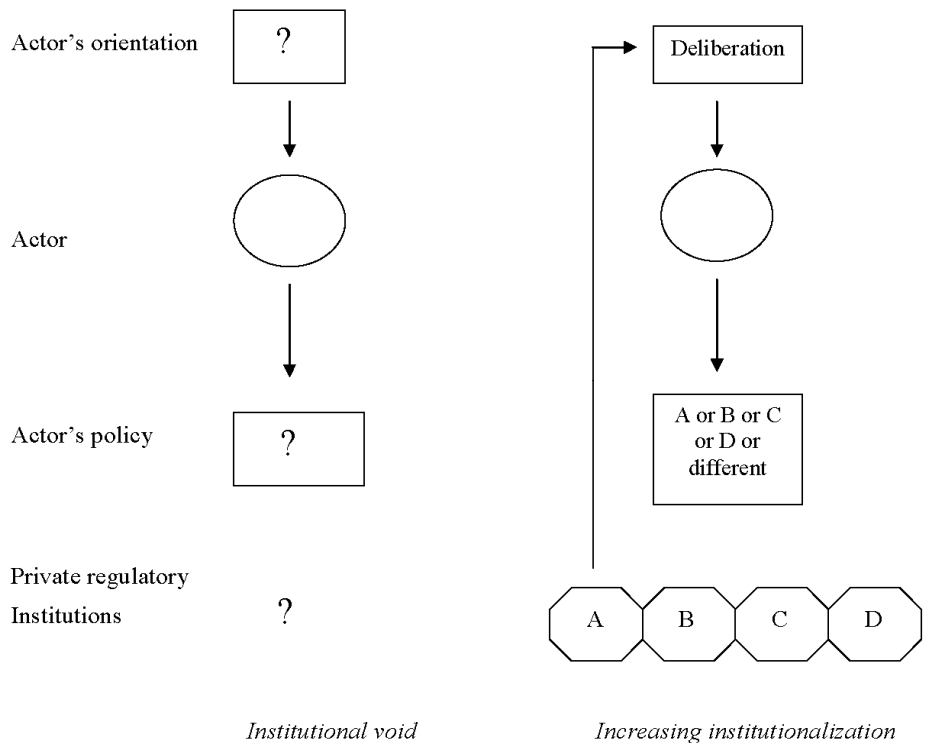 Actor's orientation
?
Deliberation
Actor
Actor's policy
?
A or B or C
or D or
different
Private regulatory
Institutions
?
A B C D
Institutional void
Increasing institutionalization